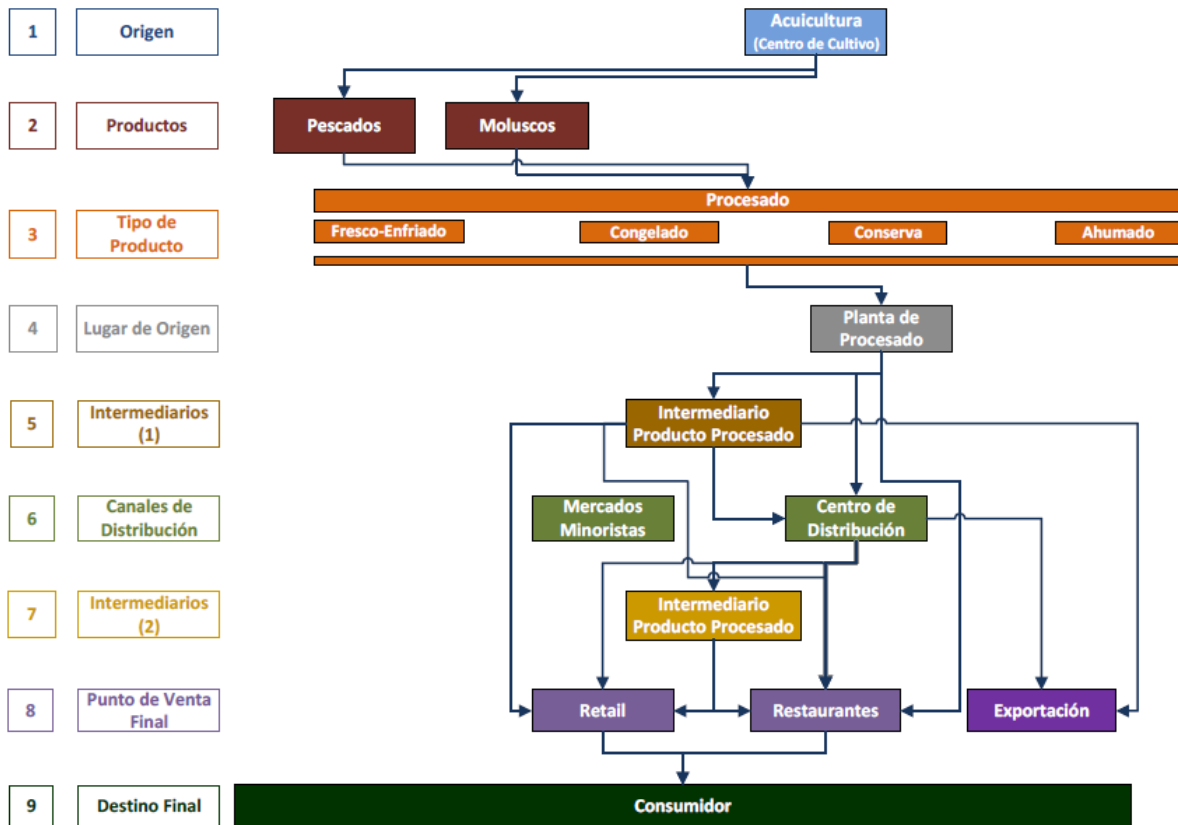 1
Origen
Acuicultura
(Centro de Cultivo)
2
Productos
Pescados
Moluscos
Procesado
3
Tipo de
Producto
Fresco-Enfriado
Congelado
Conserva
Ahumado
4
Lugar de Origen
Planta de
Procesado
5
Intermediarios
(1)
Intermediario
Producto Procesado
6
Canales de
Distribución
Mercados
Minoristas
Centro de
Distribución
7
Intermediarios
(2)
Intermediario
Producto Procesado
8
Punto de Venta
Final
Retail
Restaurantes
Exportación
9
Destino Final
Consumidor